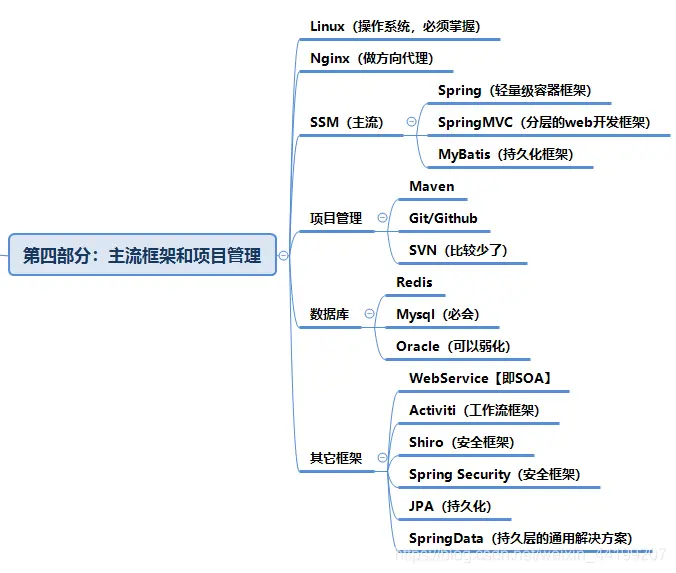 Linux（操作系统，必须掌握）
Nginx（做方向代理）
Spring（轻量级容器框架）
SSM（主流）
SpringMVC（分层的web开发框架）
MyBatis（持久化框架）
Maven
项目管理
Git/Github
SVN（比较少了）
第四部分：主流框架和项目管理
Redis
数据库
Mysql（必会）
Oracle（可以弱化）
WebService【即SOA】
Activiti（工作流框架）
Shiro（安全框架）
其它框架
Spring Security（安全框架）
JPA（持久化）
SpringData（持久层的通用解决方案）
https://blog.csdn.net/weixin_44199207